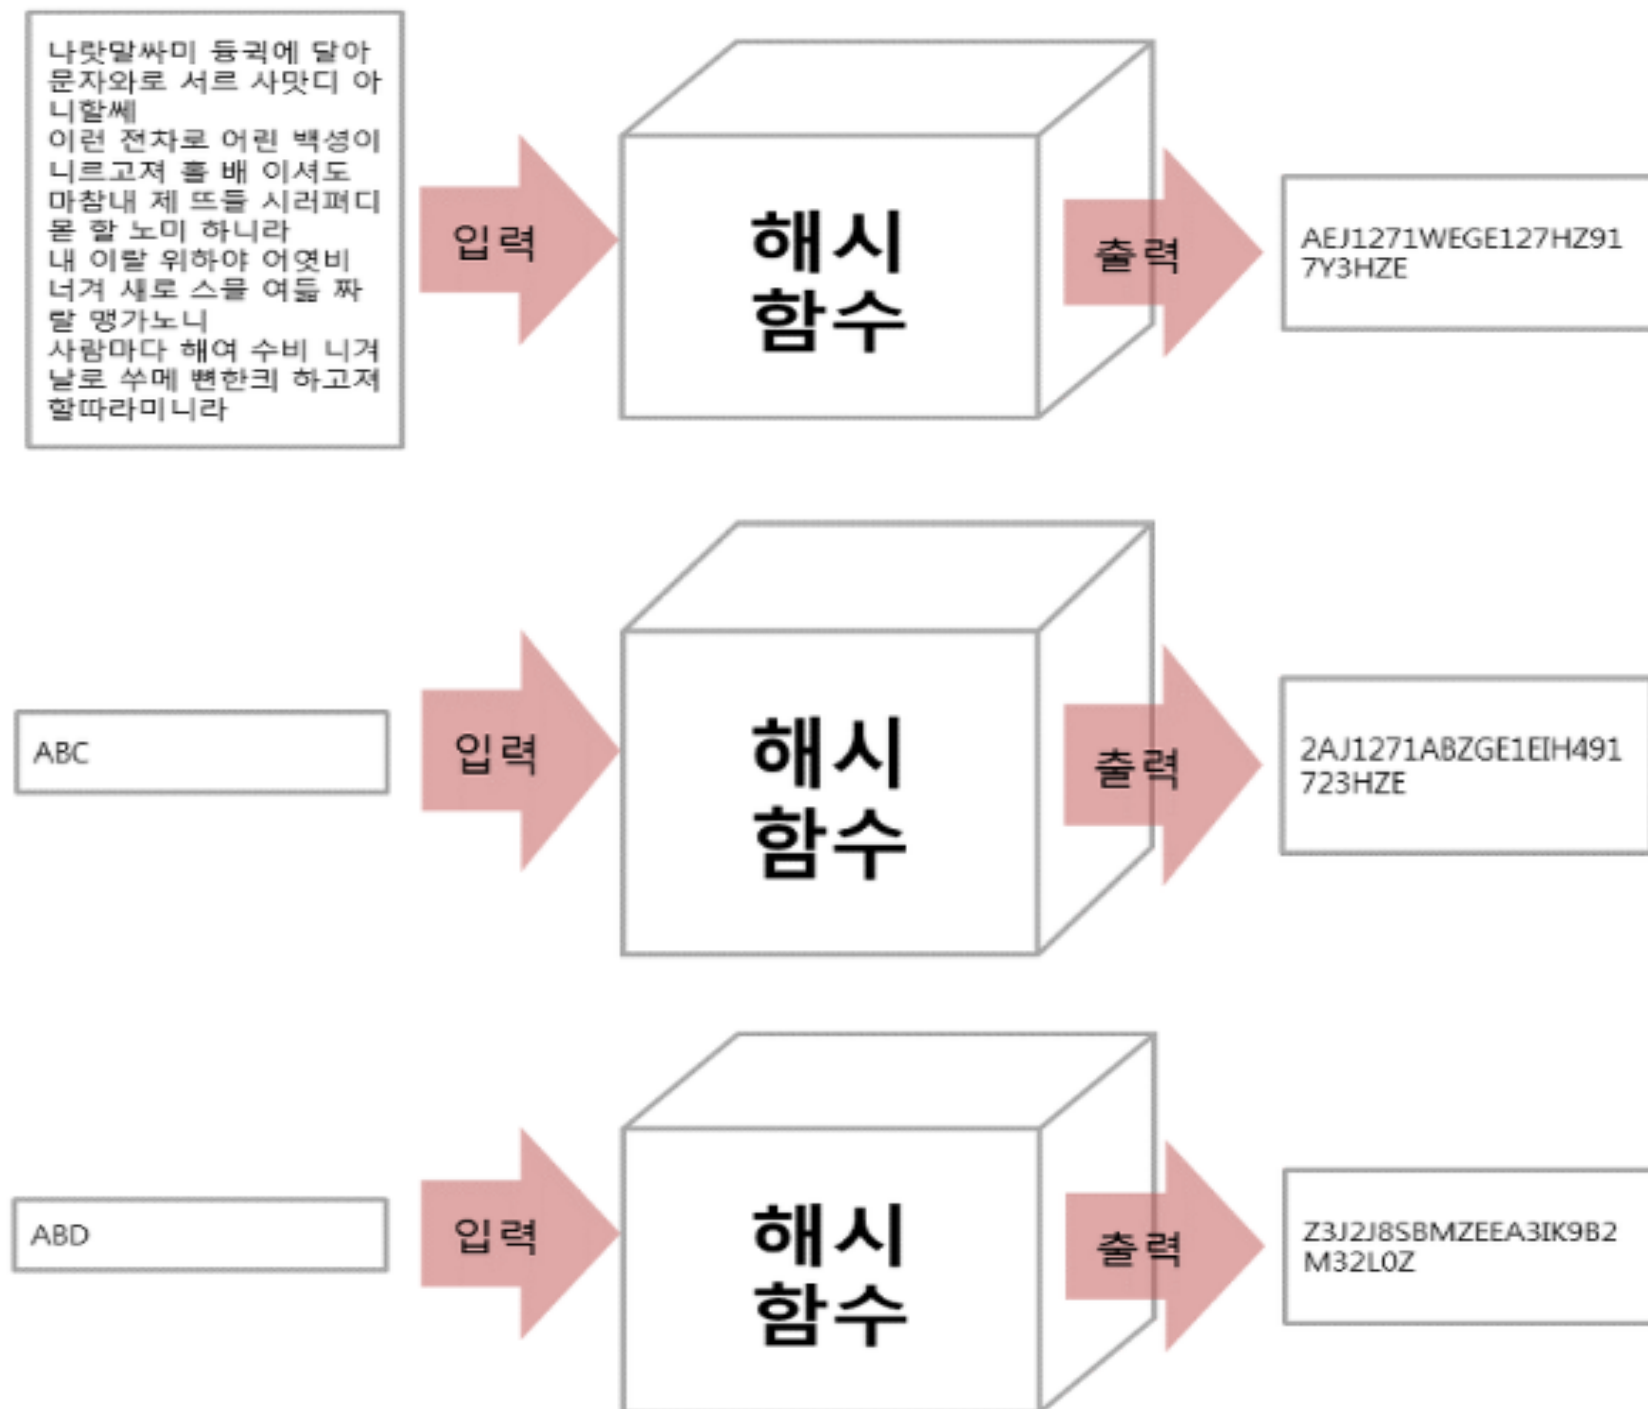 나랏말싸미 듕귁에 달아
문자와로 서르 사맛디 아
니할쎄
이런 전차로 어린 백성이
니르고져 홀 배 이셔도
마참내 제 뜨들 시러펴디
몯 할 노미 하니라
내 이랄 위하야 어엿비
너겨 새로 스믈 여듧 짜
랄 맹가노니
사람마다 해여 수비 니겨
날로 쑤메 뼌한킈 하고져
할따라미니라
입력
해시
함수
출력
AEJ1271WEGE127HZ91
7Y3HZE
ABC
입력
해시
함수
출력
2AJ1271ABZGE1EIH491
723HZE
ABD
입력
해시
함수
출력
Z3J2J8SBMZEEA3IK9B2
M32L0Z